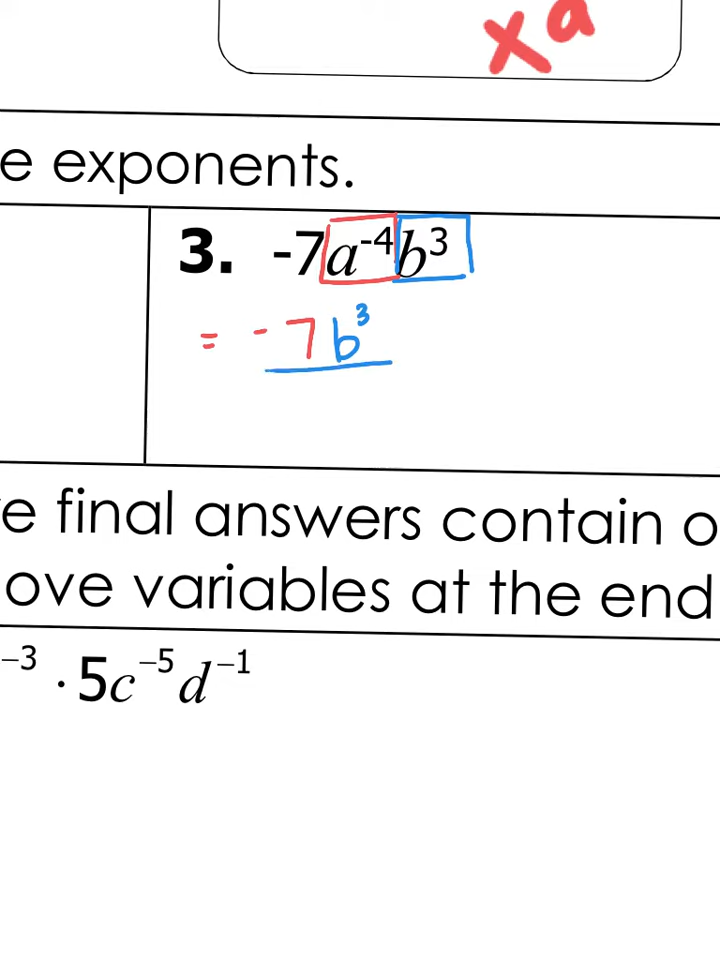 xa
e exponents.
3. -7a⁻⁴b³
= -7b³
e final answers contain o
ove variables at the end
⁻³ · 5c⁻⁵d⁻¹